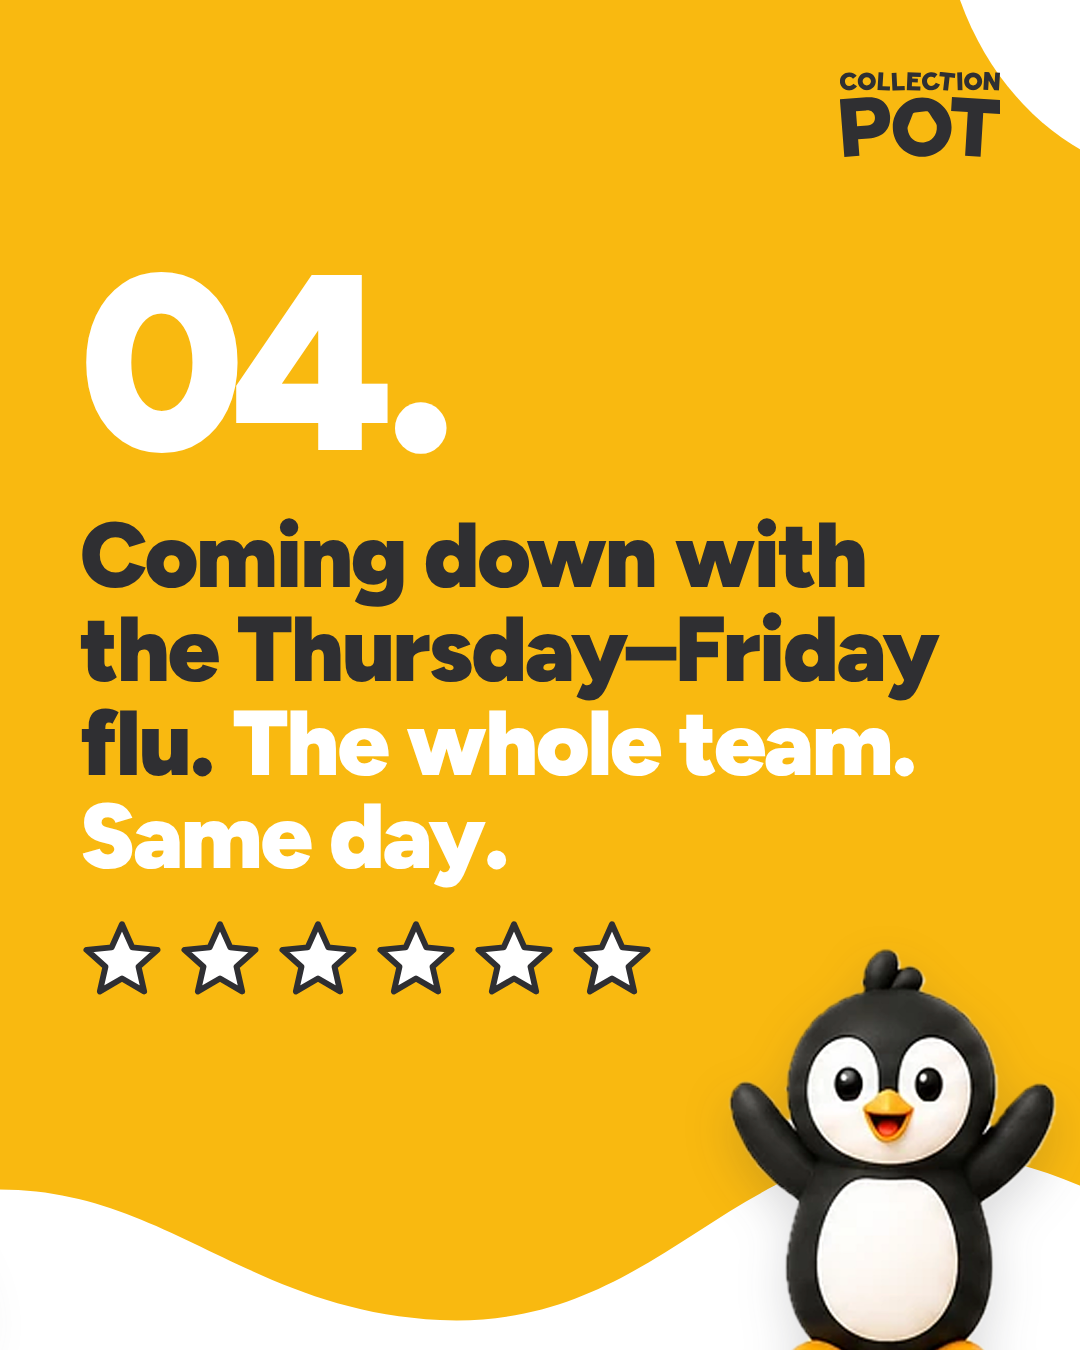 COLLECTION
POT
04.
Coming down with
the Thursday–Friday
flu. The whole team.
Same day.